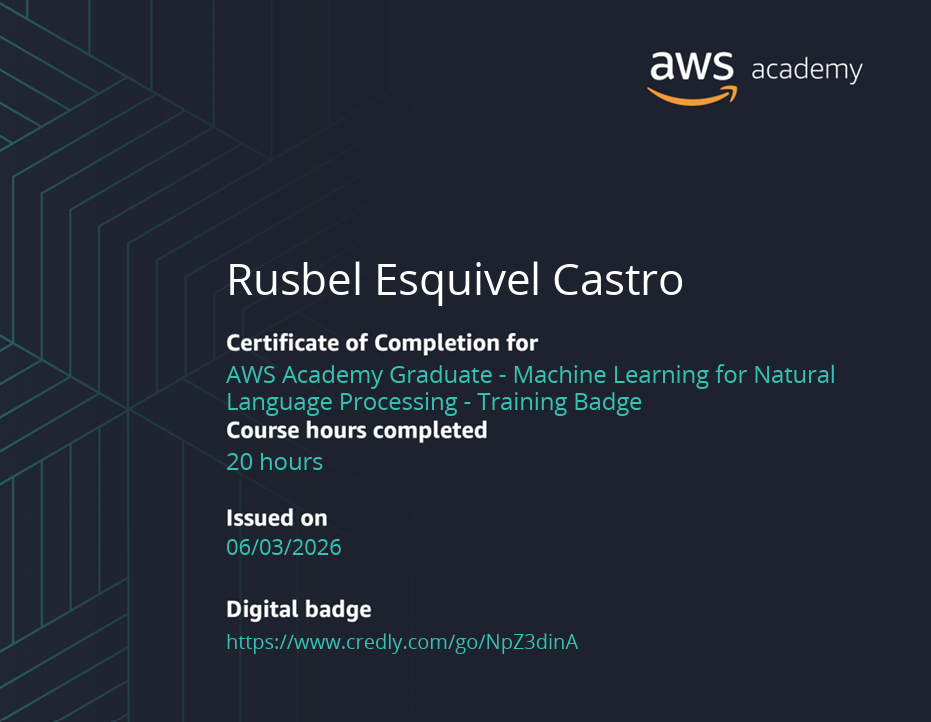 aws academy
Rusbel Esquivel Castro
Certificate of Completion for
AWS Academy Graduate - Machine Learning for Natural
Language Processing - Training Badge
Course hours completed
20 hours
Issued on
06/03/2026
Digital badge
https://www.credly.com/go/NpZ3dinA